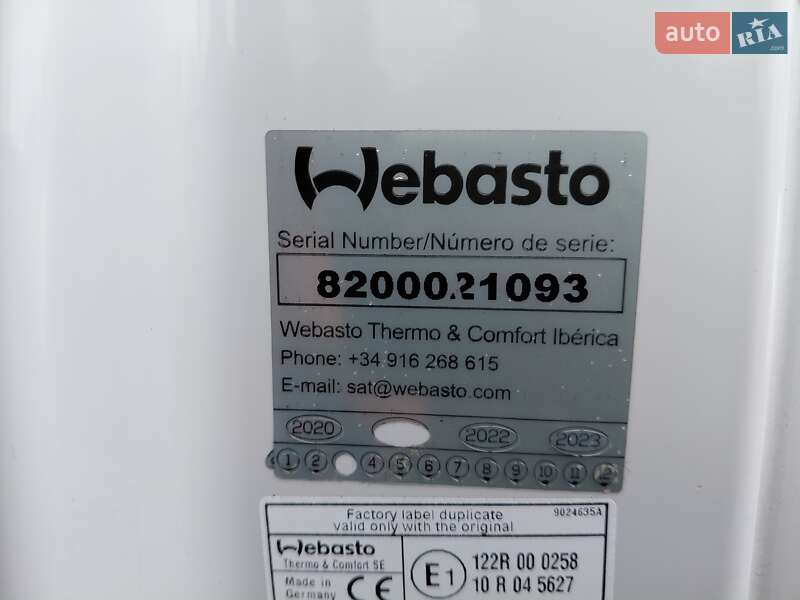 auto RIA.com
Webasto
Serial Number/Número de serie:
8200021093
Webasto Thermo & Comfort Ibérica
Phone: +34 916 268 615
E-mail: sat@webasto.com
2020 2022 2023
1 2 4 5 6 7 8 9 10 11 12
Factory label duplicate 9024635A
valid only with the original
Webasto
Thermo & Comfort SE
Made in
Germany
CE
E1
122R 00 0258
10 R 04 5627